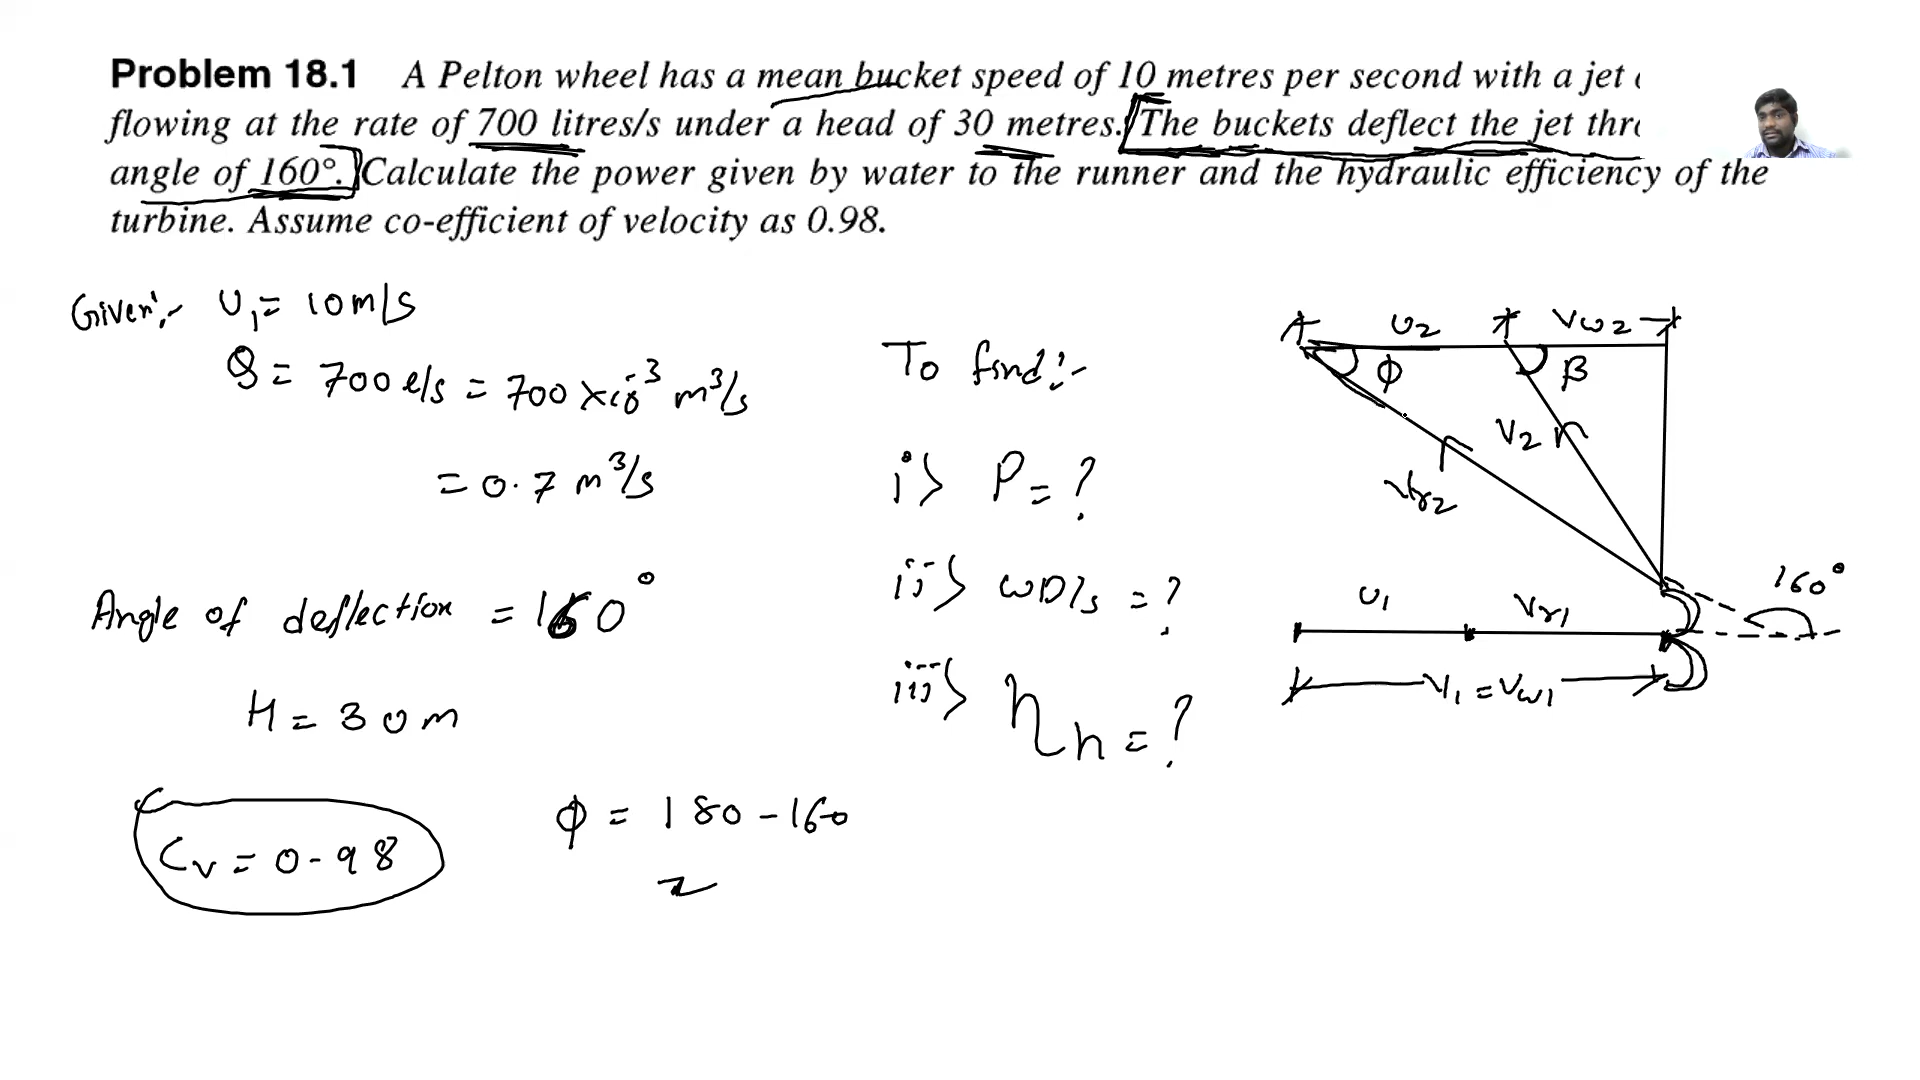 Problem 18.1 A Pelton wheel has a mean bucket speed of 10 metres per second with a jet
flowing at the rate of 700 litres/s under a head of 30 metres. The buckets deflect the jet
angle of 160°. Calculate the power given by water to the runner and the hydraulic efficiency of the
turbine. Assume co-efficient of velocity as 0.98.
Given:- U₁ = 10 m/s
Q = 700 l/s = 700 × 10⁻³ m³/s
= 0.7 m³/s
Angle of deflection = 160°
H = 30 m
Cv = 0.98
ϕ = 180 - 160
=
To find:-
i> P = ?
ii> WD/s = ?
iii> ηh = ?
U2 Vw2
ϕ β
V2
Vr2
160°
U1 Vr1
V1 = Vw1